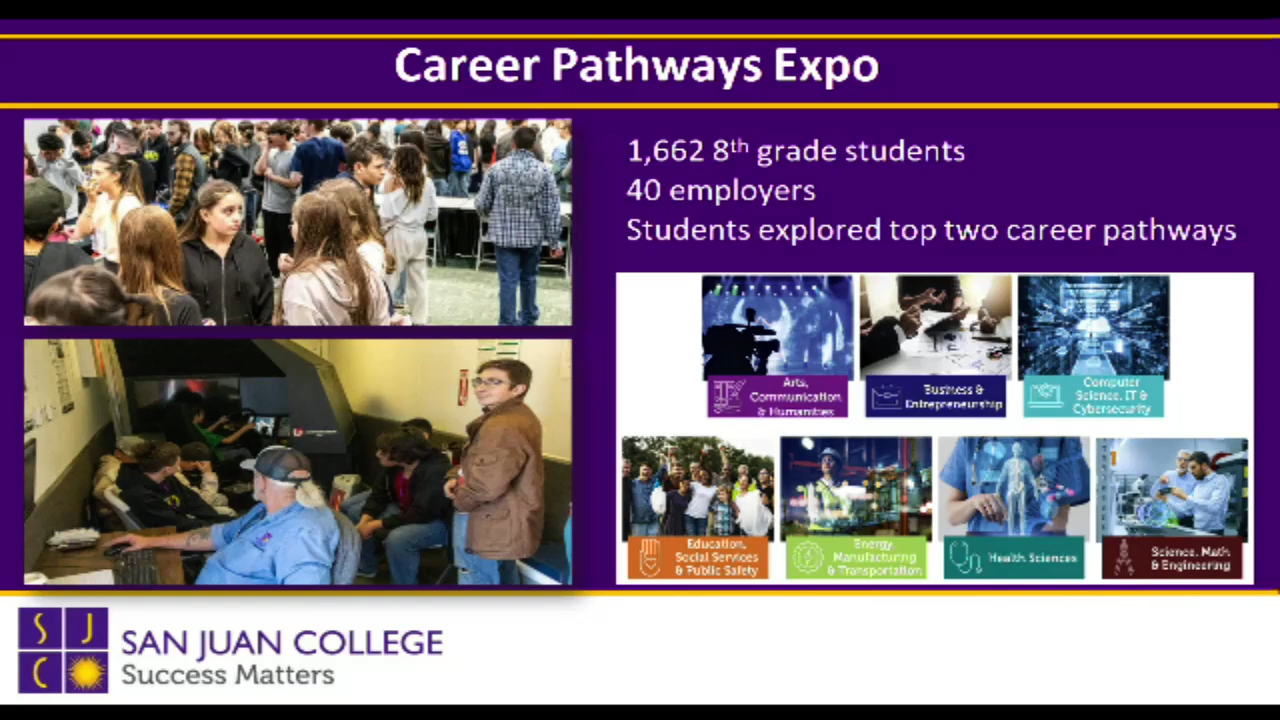 Career Pathways Expo
1,662 8th grade students
40 employers
Students explored top two career pathways
Arts,
Communication
& Humanities
Business &
Entrepreneurship
Computer
Science, IT &
Cybersecurity
Education,
Social Services
& Public Safety
Energy,
Manufacturing
& Transportation
Health Sciences
Science, Math
& Engineering
S J
C
SAN JUAN COLLEGE
Success Matters